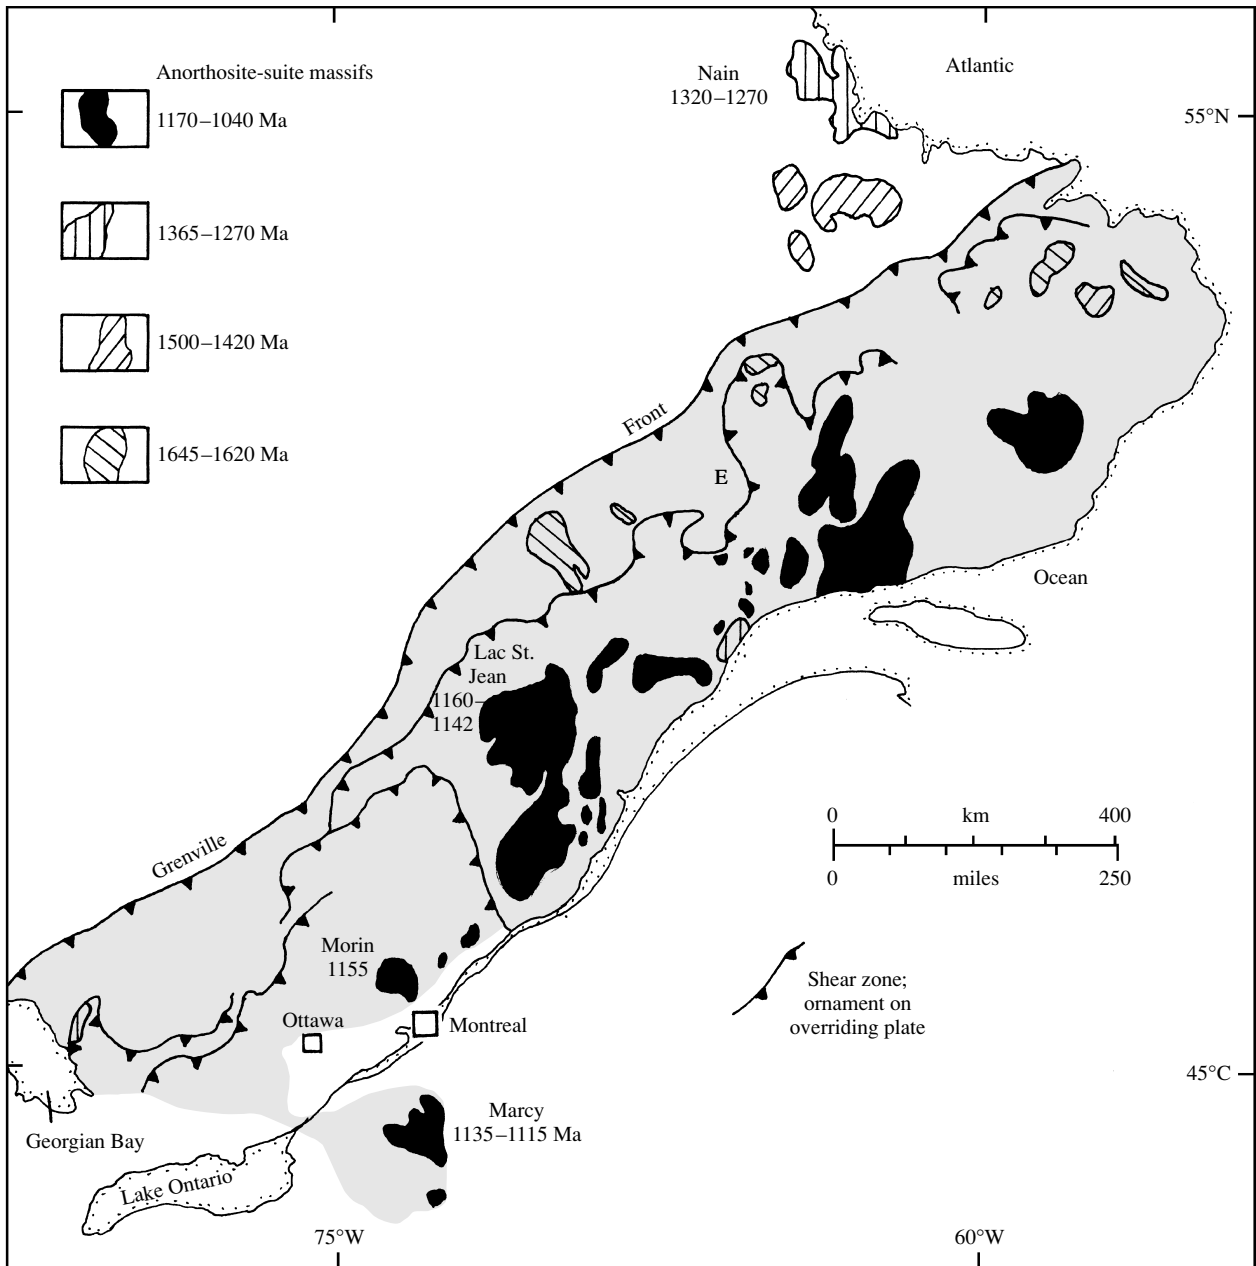 Anorthosite-suite massifs
1170–1040 Ma
1365–1270 Ma
1500–1420 Ma
1645–1620 Ma
Nain
1320–1270
Atlantic
55°N
Front
E
Ocean
Lac St.
Jean
1160–
1142
Grenville
0 km 400
0 miles 250
Morin
1155
Shear zone;
ornament on
overriding plate
Ottawa
Montreal
45°C
Georgian Bay
Marcy
1135–1115 Ma
Lake Ontario
75°W
60°W